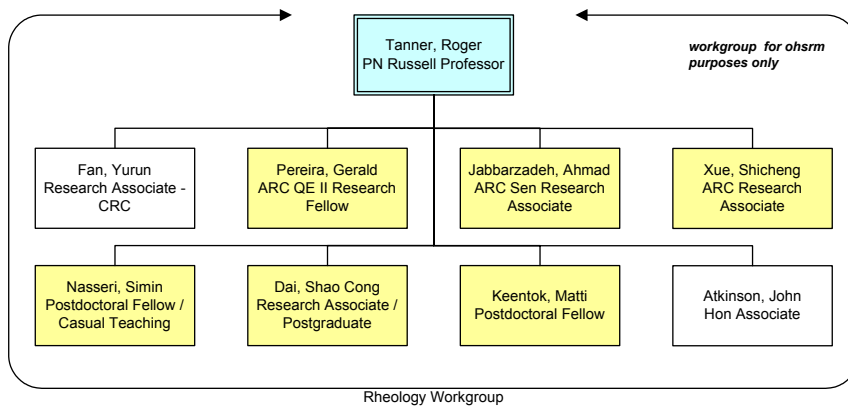 Tanner, Roger
PN Russell Professor
workgroup for ohsrm
purposes only
Fan, Yurun
Research Associate -
CRC
Pereira, Gerald
ARC QE II Research
Fellow
Jabbarzadeh, Ahmad
ARC Sen Research
Associate
Xue, Shicheng
ARC Research
Associate
Nasseri, Simin
Postdoctoral Fellow /
Casual Teaching
Dai, Shao Cong
Research Associate /
Postgraduate
Keentok, Matti
Postdoctoral Fellow
Atkinson, John
Hon Associate
Rheology Workgroup